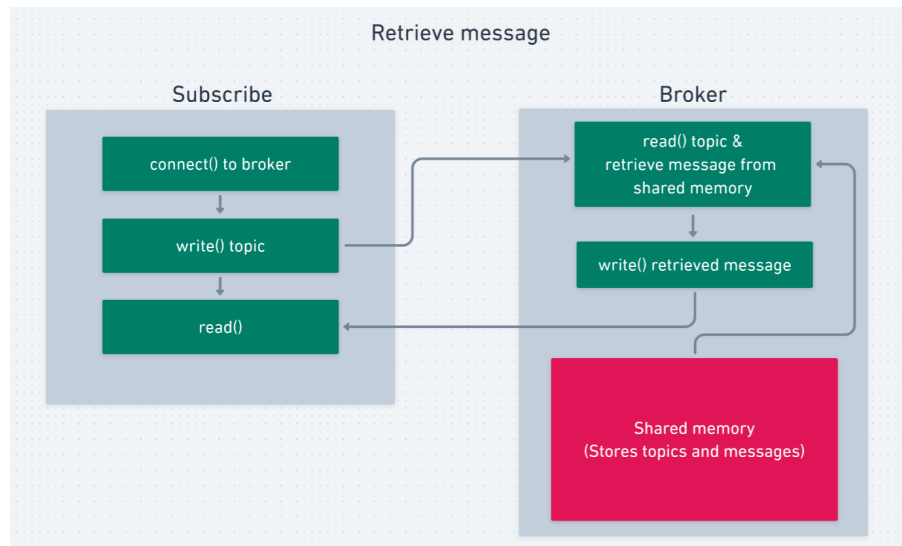 Retrieve message
Subscribe
connect() to broker
write() topic
read()
Broker
read() topic &
retrieve message from
shared memory
write() retrieved message
Shared memory
(Stores topics and messages)